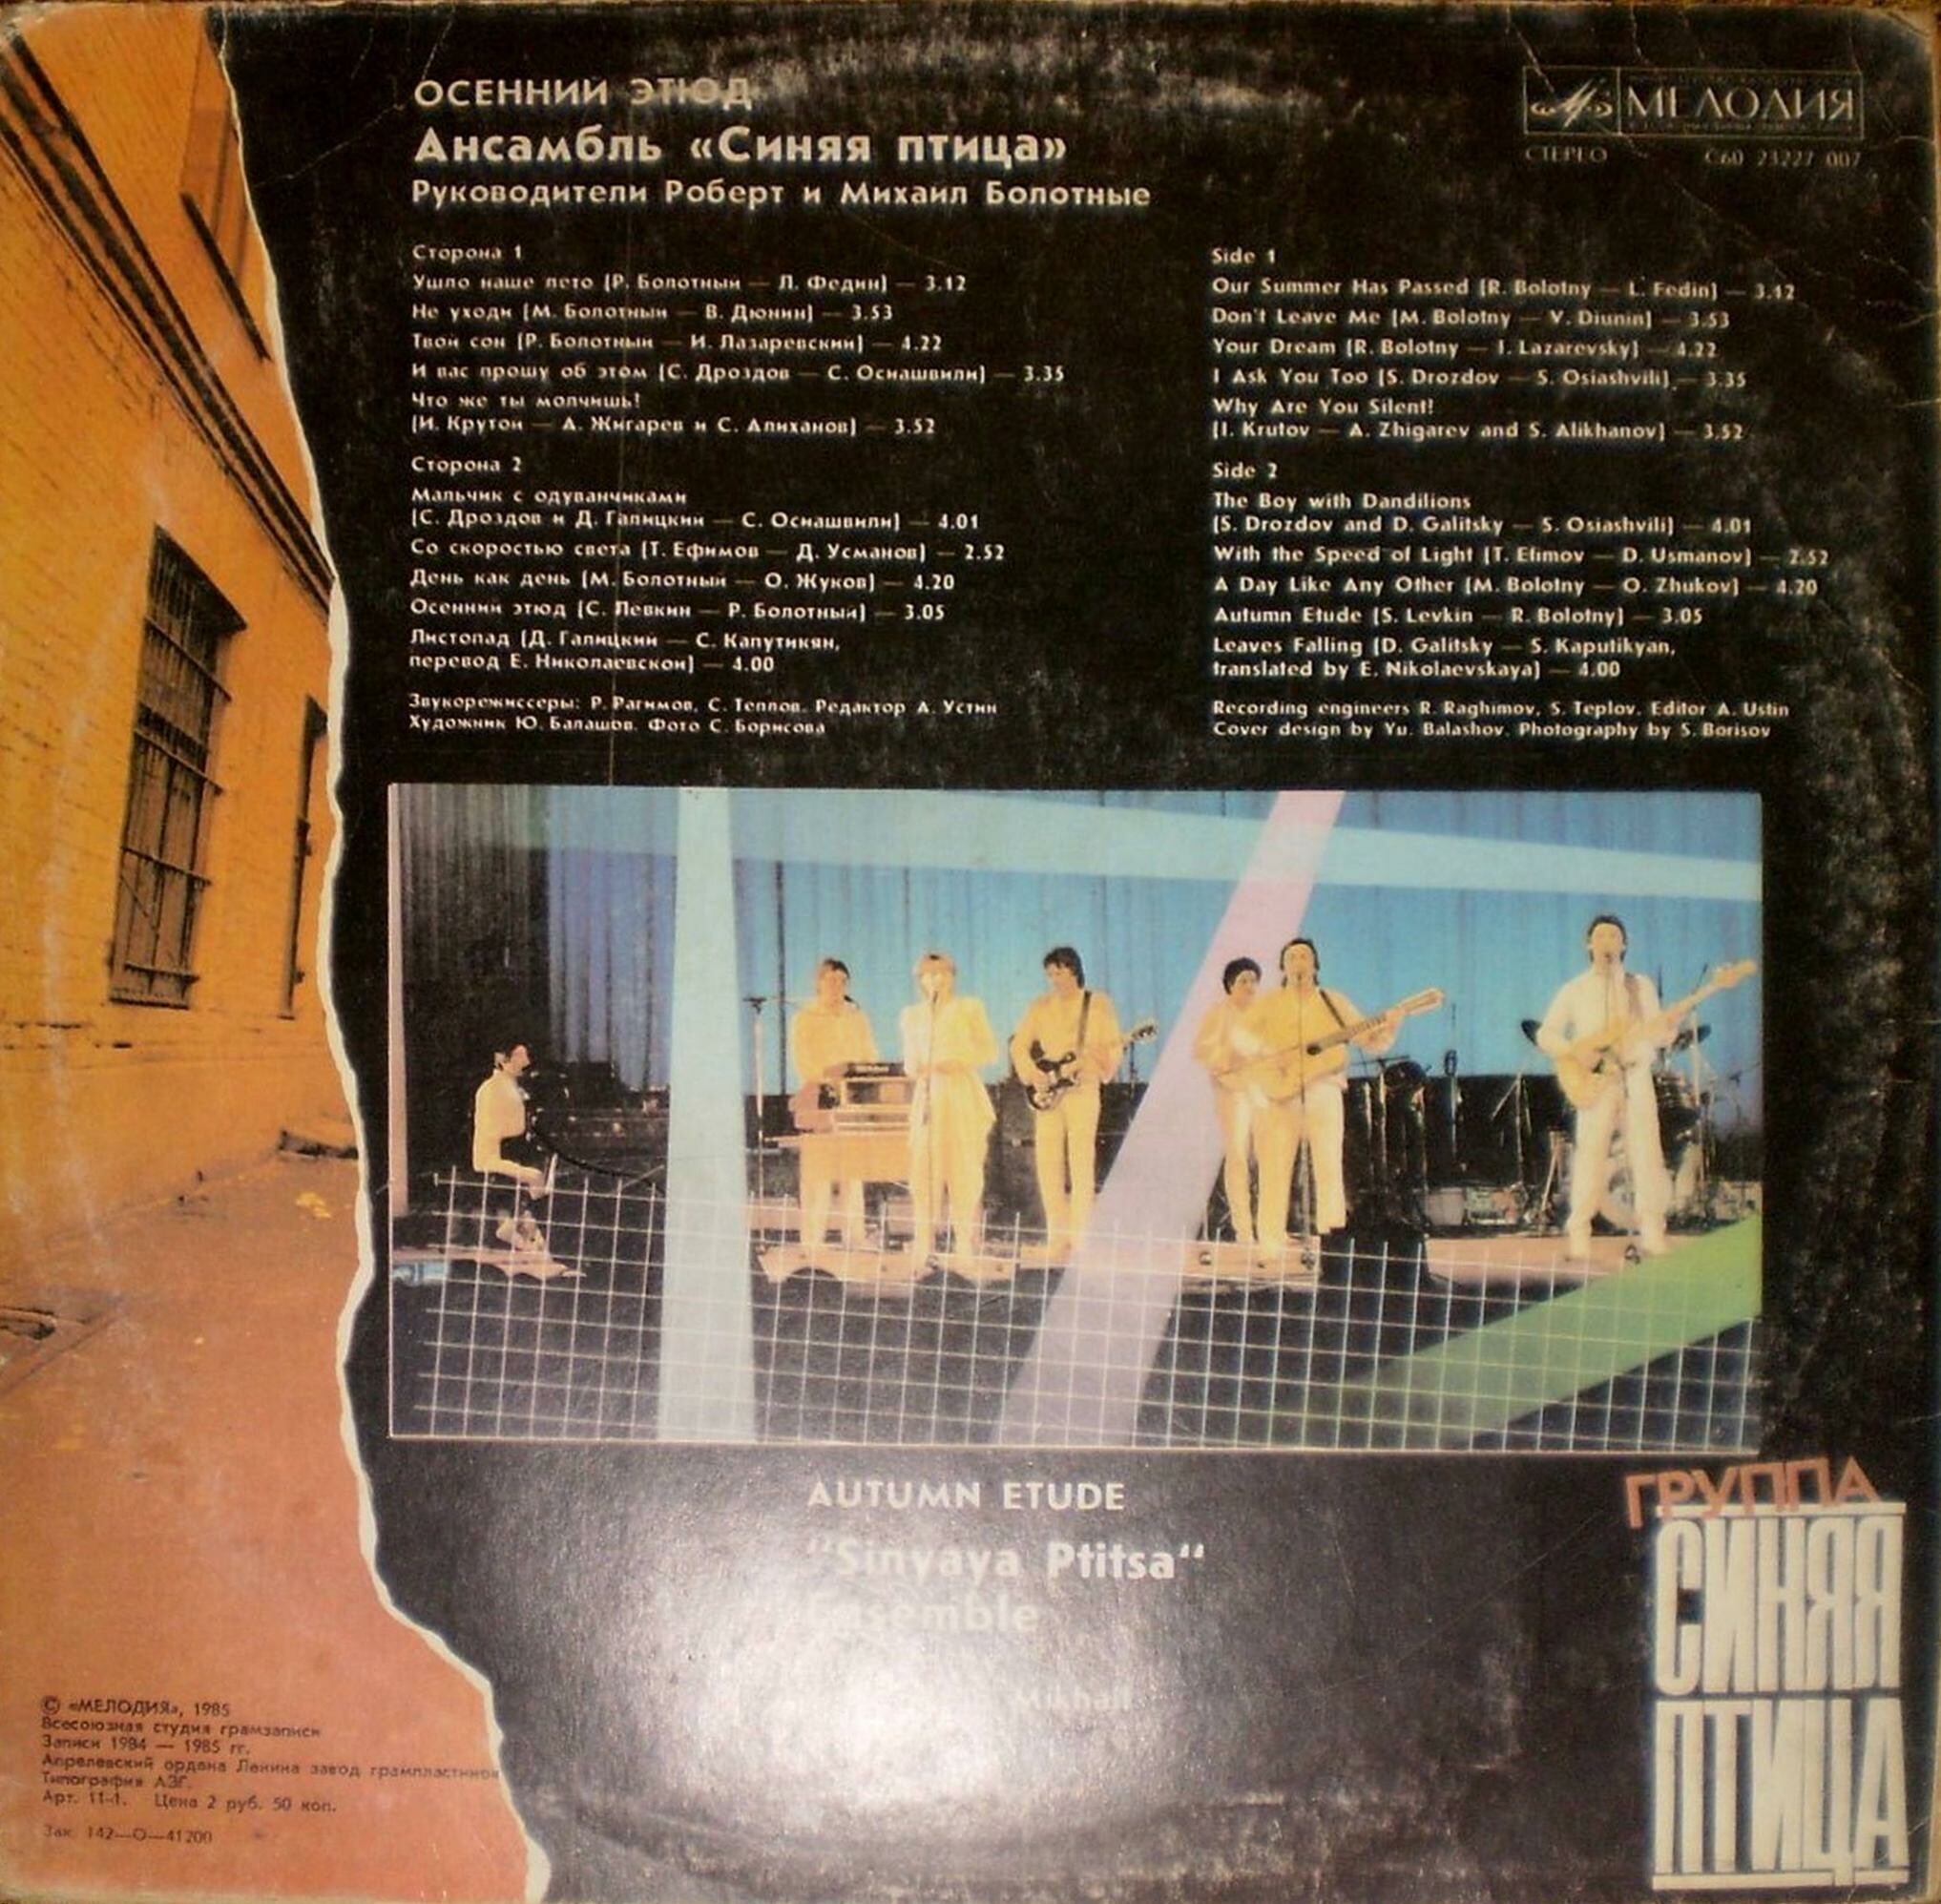 ОСЕННИЙ ЭТЮД
Ансамбль «Синяя птица»
Руководители Роберт и Михаил Болотные
МЕЛОДИЯ
СТЕРЕО С60 23227 007
Сторона 1
Ушло наше лето [Р. Болотный — Л. Федин] — 3.12
Не уходи [М. Болотный — В. Дюнин] — 3.53
Твой сон [Р. Болотный — И. Лазаревский] — 4.22
И вас прошу об этом [С. Дроздов — С. Осиашвили] — 3.35
Что же ты молчишь!
[И. Крутой — А. Жигарев и С. Алиханов] — 3.52
Сторона 2
Мальчик с одуванчиками
[С. Дроздов и Д. Галицкий — С. Осиашвили] — 4.01
Со скоростью света [Т. Ефимов — Д. Усманов] — 2.52
День как день [М. Болотный — О. Жуков] — 4.20
Осенний этюд [С. Левкин — Р. Болотный] — 3.05
Листопад [Д. Галицкий — С. Капутикян,
перевод Е. Николаевской] — 4.00
Звукорежиссеры: Р. Рагимов, С. Теплов. Редактор А. Устин
Художник Ю. Балашов. Фото С. Борисова
Side 1
Our Summer Has Passed [R. Bolotny — L. Fedin] — 3.12
Don't Leave Me [M. Bolotny — V. Diunin] — 3.53
Your Dream [R. Bolotny — I. Lazarevsky] — 4.22
I Ask You Too [S. Drozdov — S. Osiashvili] — 3.35
Why Are You Silent!
[I. Krutov — A. Zhigarev and S. Alikhanov] — 3.52
Side 2
The Boy with Dandilions
[S. Drozdov and D. Galitsky — S. Osiashvili] — 4.01
With the Speed of Light [T. Efimov — D. Usmanov] — 2.52
A Day Like Any Other [M. Bolotny — O. Zhukov] — 4.20
Autumn Etude [S. Levkin — R. Bolotny] — 3.05
Leaves Falling [D. Galitsky — S. Kaputikyan,
translated by E. Nikolaevskaya] — 4.00
Recording engineers R. Raghimov, S. Teplov. Editor A. Ustin
Cover design by Yu. Balashov. Photography by S. Borisov
AUTUMN ETUDE
"Sinyaya Ptitsa"
Ensemble
Mikhail
ГРУППА
СИНЯЯ
ПТИЦА
© «МЕЛОДИЯ», 1985
Всесоюзная студия грамзаписи
Записи 1984 — 1985 гг.
Апрелевский ордена Ленина завод грампластинок
Типография АЗГ.
Арт. 11-1. Цена 2 руб. 50 коп.
Зак. 142—О—41200